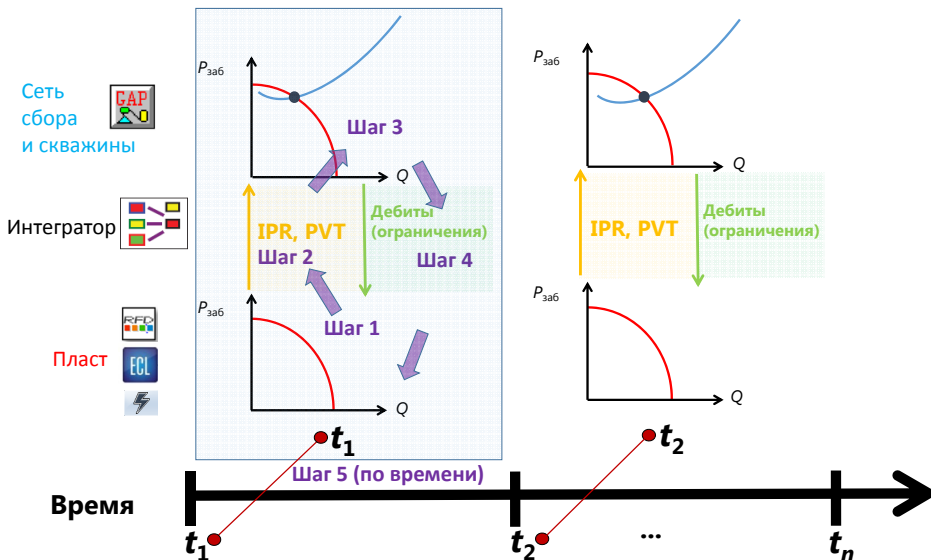 Pзаб
Сеть
сбора
и скважины
GAP
Шаг 3
Q
Pзаб
Q
Интегратор
IPR, PVT
Шаг 2
Дебиты
(ограничения)
Шаг 4
IPR, PVT
Дебиты
(ограничения)
Pзаб
Шаг 1
Pзаб
RFD
Пласт
ECL
Q
Q
t1
t2
Шаг 5 (по времени)
Время
t1
t2
...
tn